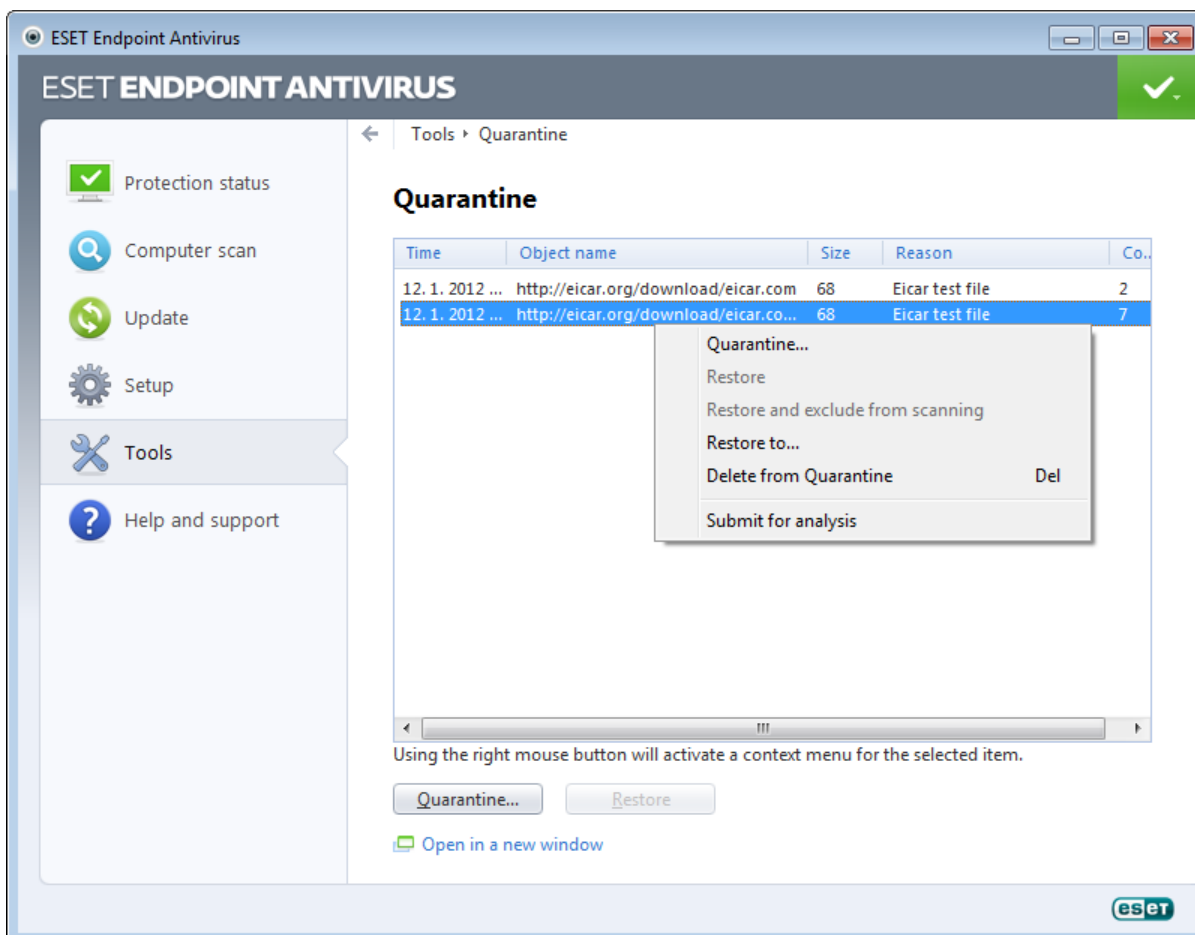 ESET Endpoint Antivirus
ESET ENDPOINT ANTIVIRUS
Tools ▸ Quarantine
Protection status
Computer scan
Update
Setup
Tools
Help and support
Quarantine
Time Object name Size Reason Co..
12. 1. 2012 ... http://eicar.org/download/eicar.com 68 Eicar test file 2
12. 1. 2012 ... http://eicar.org/download/eicar.co... 68 Eicar test file 7
Quarantine...
Restore
Restore and exclude from scanning
Restore to...
Delete from Quarantine Del
Submit for analysis
Using the right mouse button will activate a context menu for the selected item.
Quarantine... Restore
Open in a new window
eset